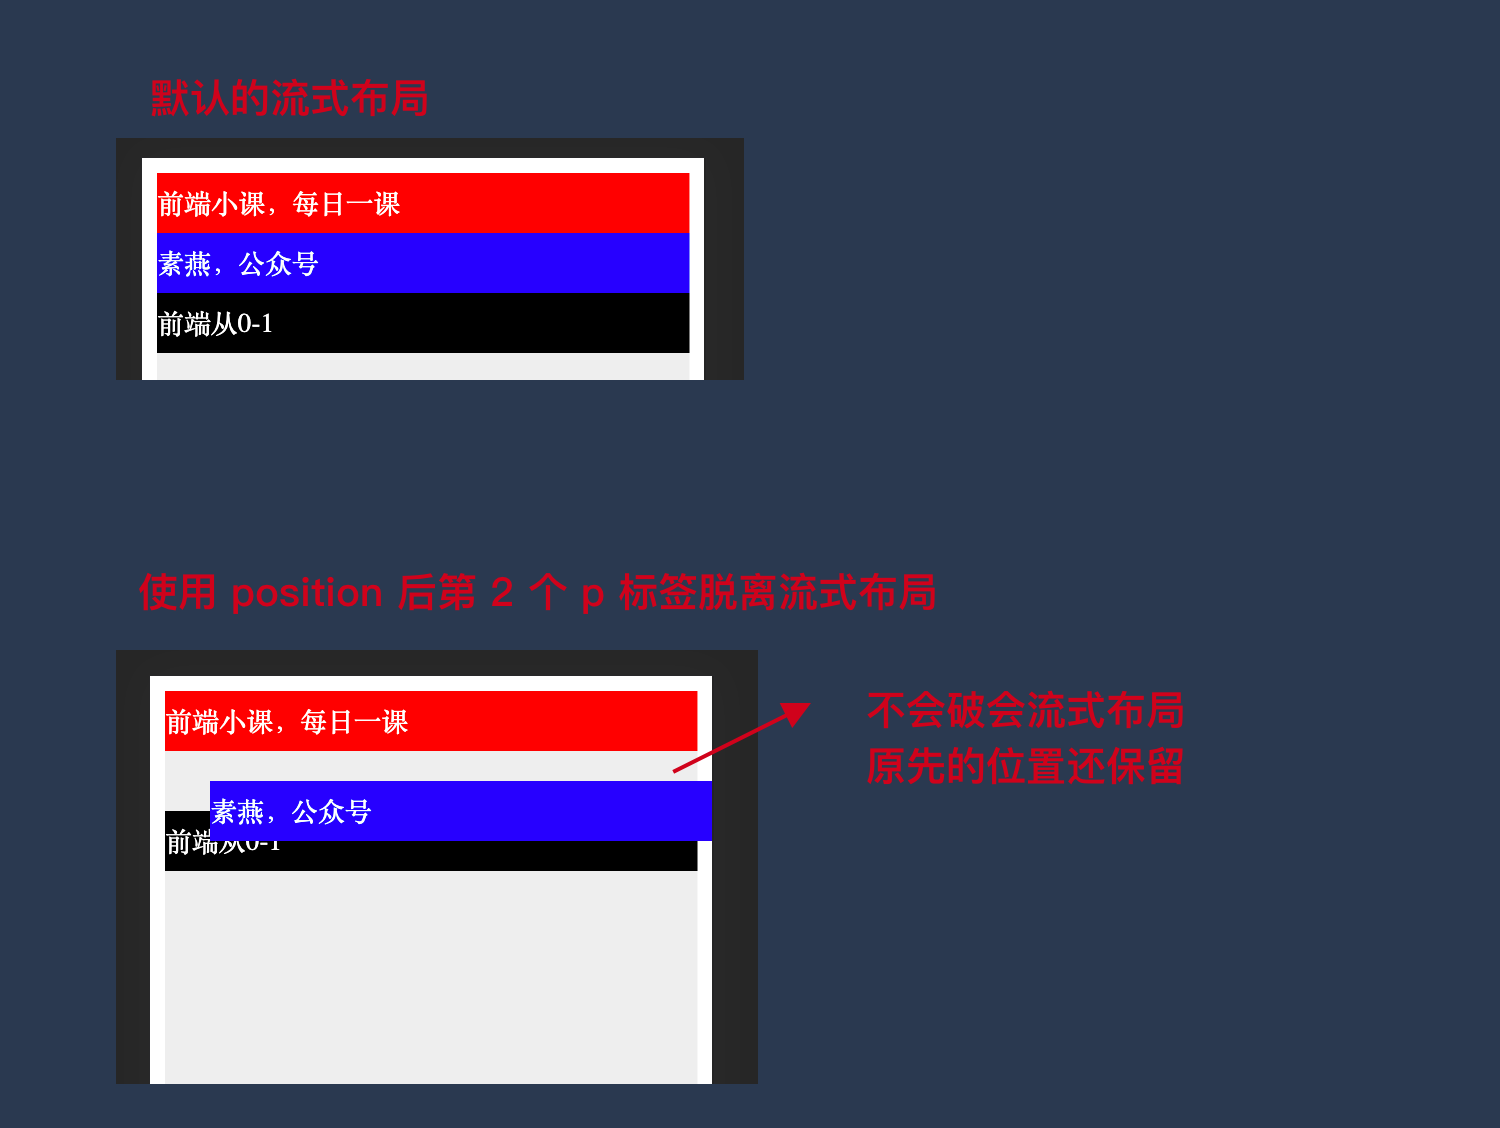 默认的流式布局
前端小课，每日一课
素燕，公众号
前端从0-1
使用 position 后第 2 个 p 标签脱离流式布局
前端小课，每日一课
不会破会流式布局
原先的位置还保留
素燕，公众号
前端从0-1